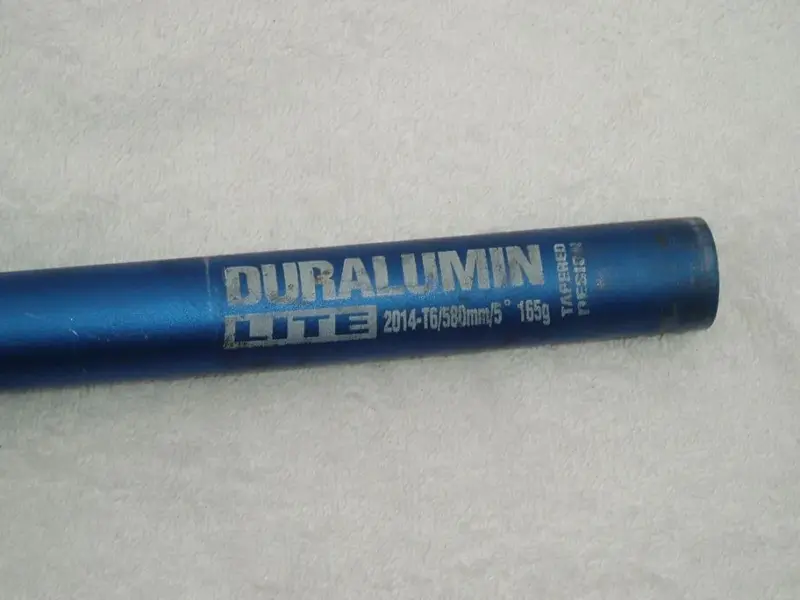 DURALUMIN
LITE 2014-T6/580mm/5° 165g
TAPERED
DESIGN